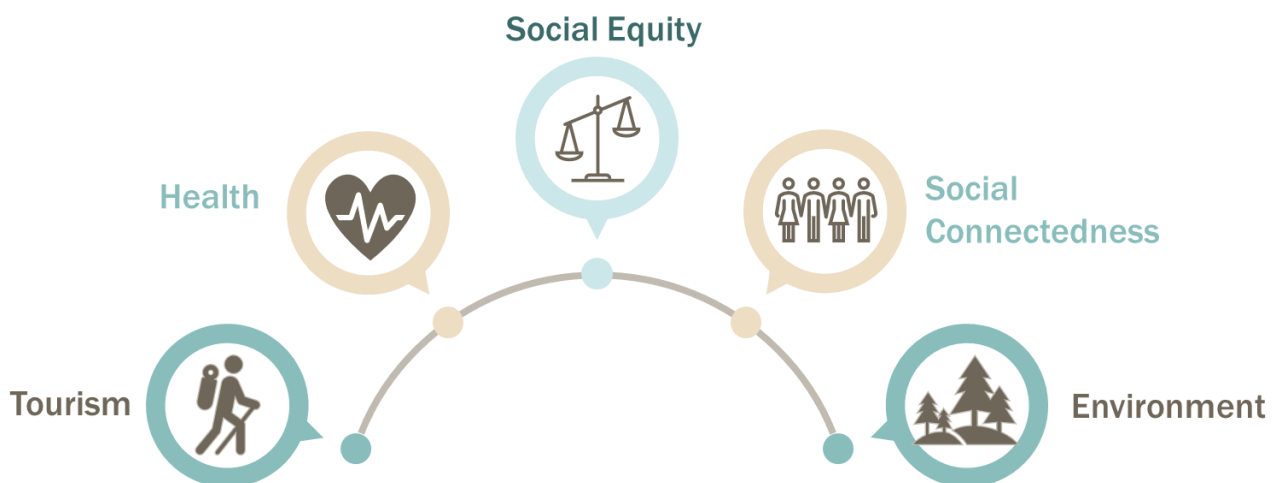 Social Equity
Health
Social
Connectedness
Tourism
Environment